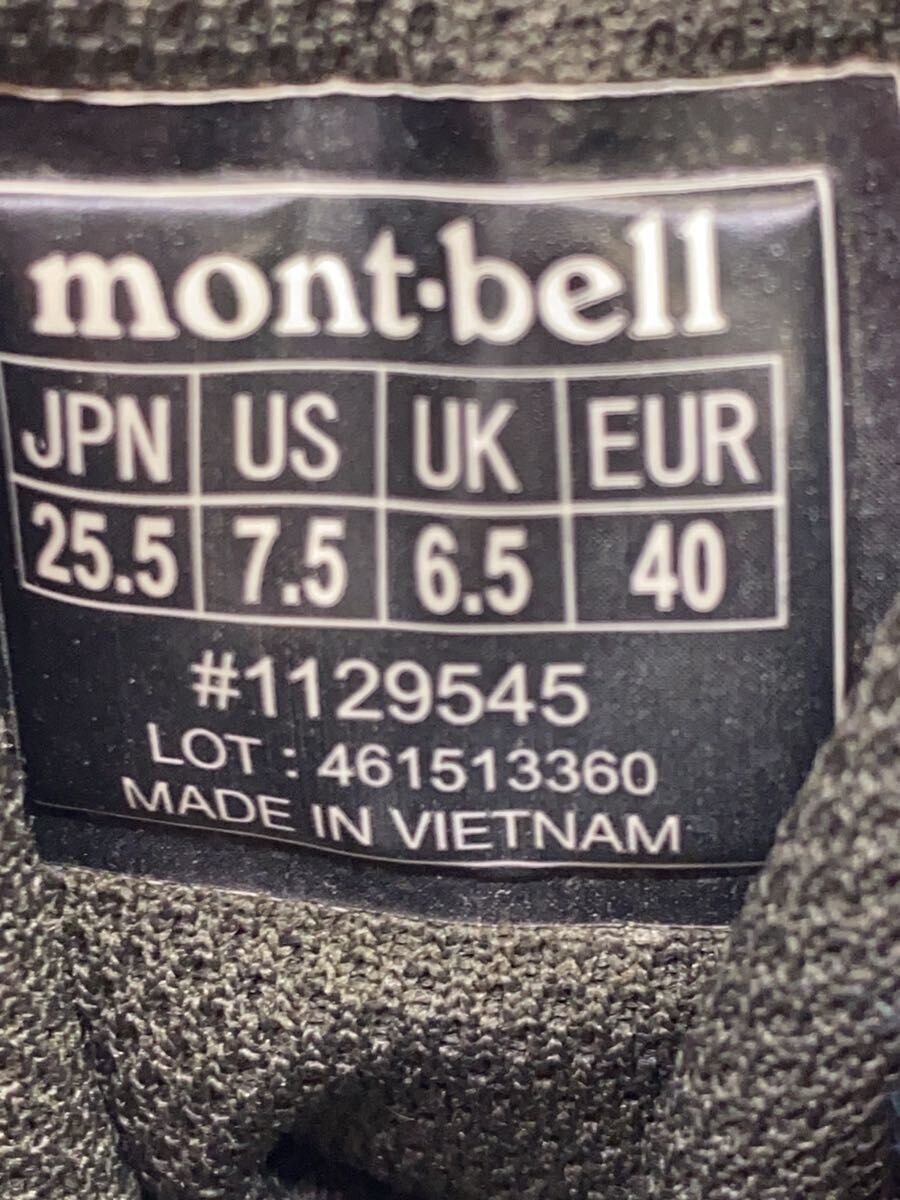 mont·bell
JPN US UK EUR
25.5 7.5 6.5 40
#1129545
LOT : 461513360
MADE IN VIETNAM